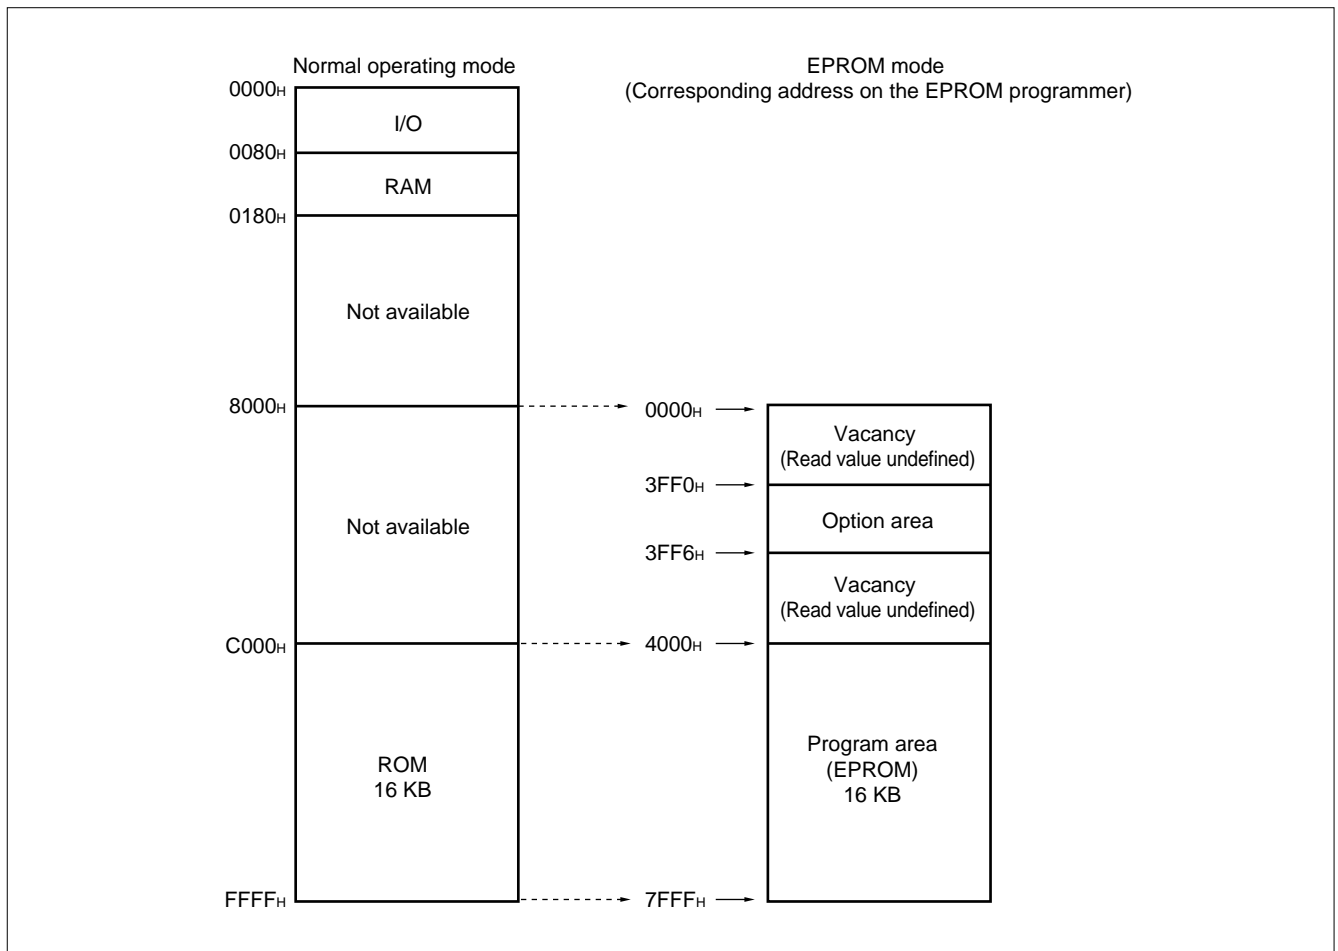 Normal operating mode
EPROM mode
(Corresponding address on the EPROM programmer)
0000H
I/O
0080H
RAM
0180H
Not available
8000H
0000H
Vacancy
(Read value undefined)
3FF0H
Not available
Option area
3FF6H
Vacancy
(Read value undefined)
C000H
4000H
ROM
16 KB
Program area
(EPROM)
16 KB
FFFFH
7FFFH